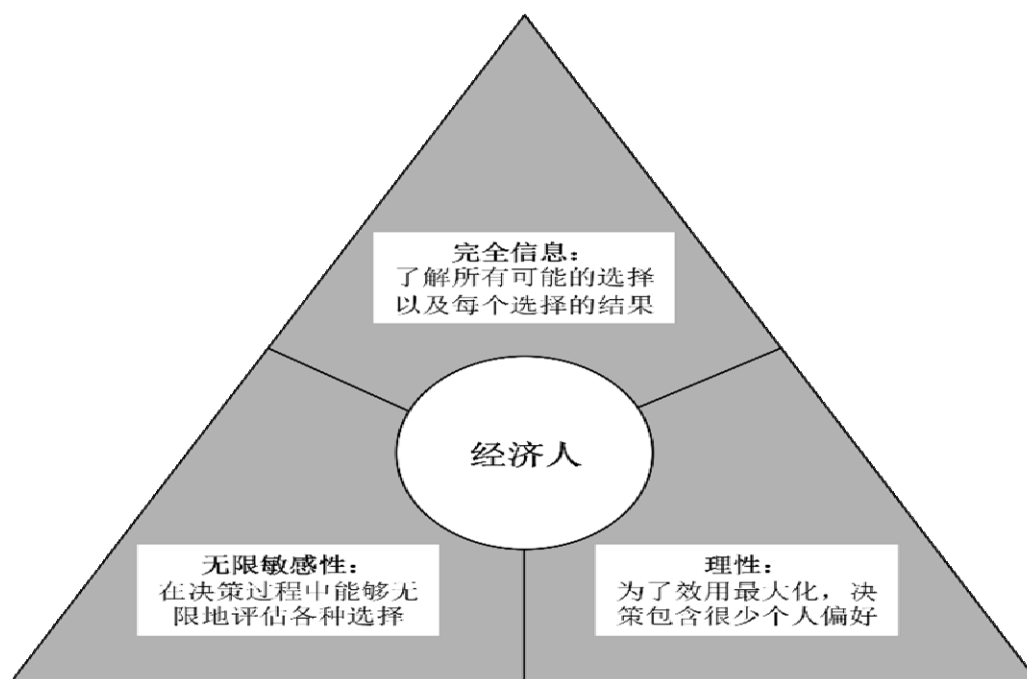 完全信息：
了解所有可能的选择
以及每个选择的结果
经济人
无限敏感性：
在决策过程中能够无
限地评估各种选择
理性：
为了效用最大化，决
策包含很少个人偏好